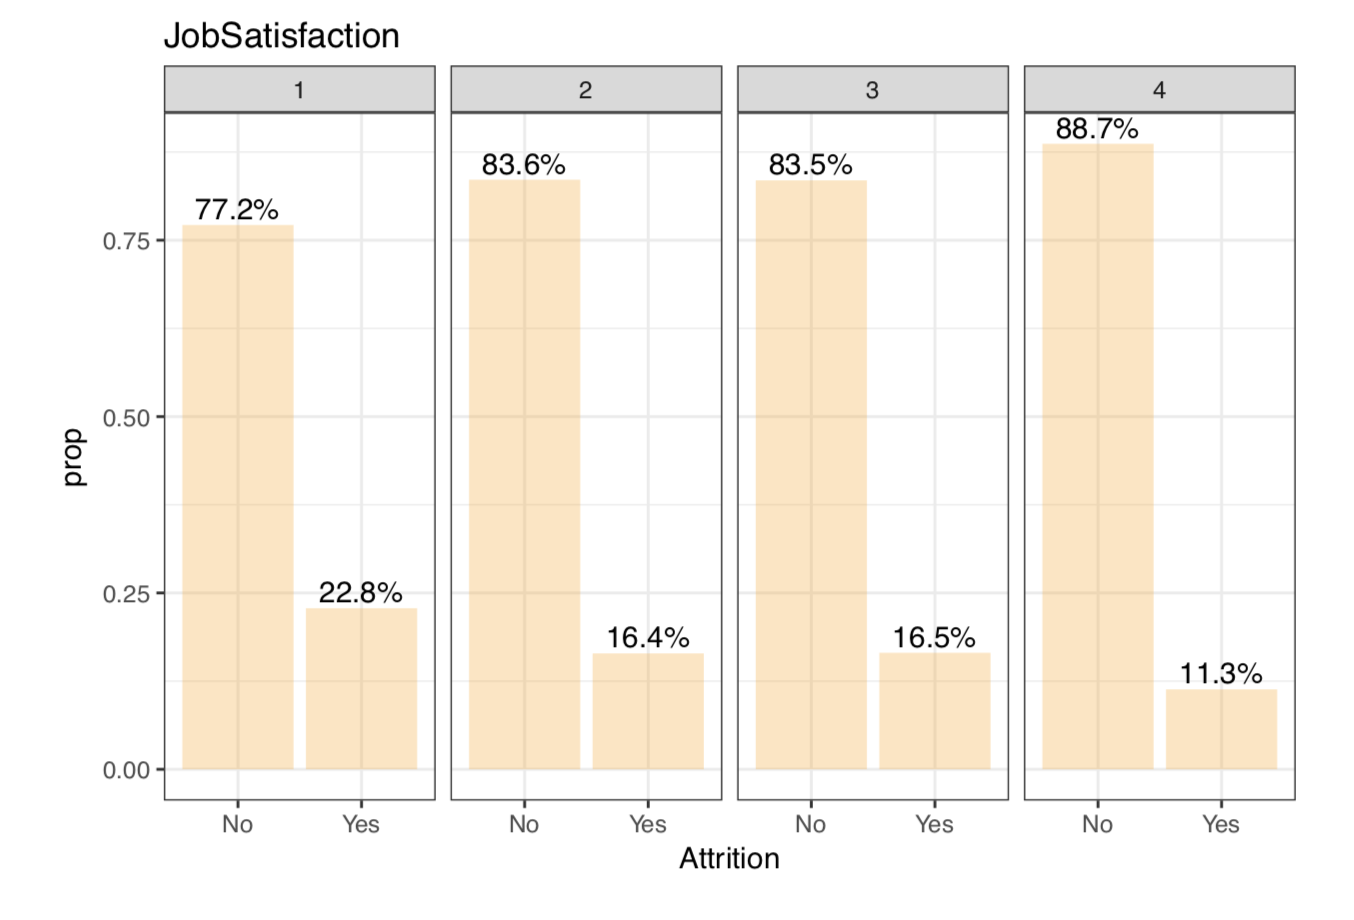 JobSatisfaction
1 2 3 4
88.7%
83.6% 83.5%
77.2%
0.75
0.50
prop
0.25
22.8%
16.4% 16.5%
11.3%
0.00
No Yes No Yes No Yes No Yes
Attrition